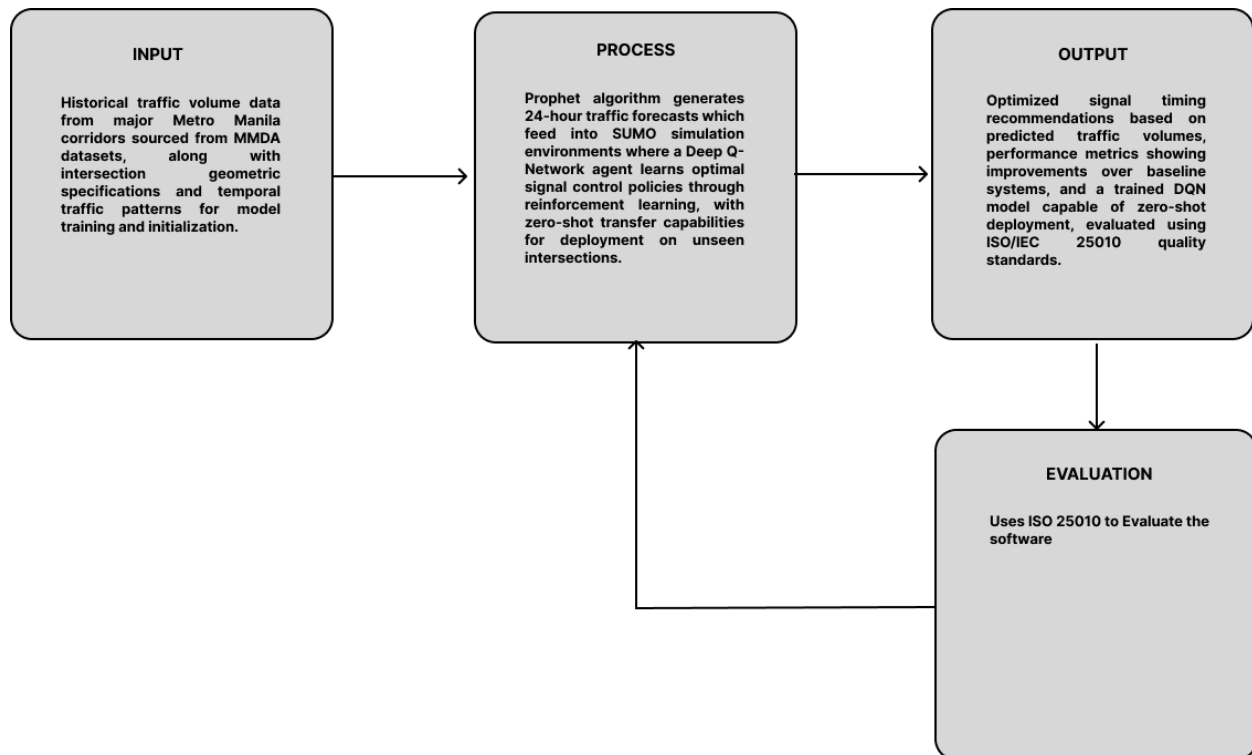 INPUT
Historical traffic volume data
from major Metro Manila
corridors sourced from MMDA
datasets, along with
intersection geometric
specifications and temporal
traffic patterns for model
training and initialization.
PROCESS
Prophet algorithm generates
24-hour traffic forecasts which
feed into SUMO simulation
environments where a Deep Q-
Network agent learns optimal
signal control policies through
reinforcement learning, with
zero-shot transfer capabilities
for deployment on unseen
intersections.
OUTPUT
Optimized signal timing
recommendations based on
predicted traffic volumes,
performance metrics showing
improvements over baseline
systems, and a trained DQN
model capable of zero-shot
deployment, evaluated using
ISO/IEC 25010 quality
standards.
EVALUATION
Uses ISO 25010 to Evaluate the
software